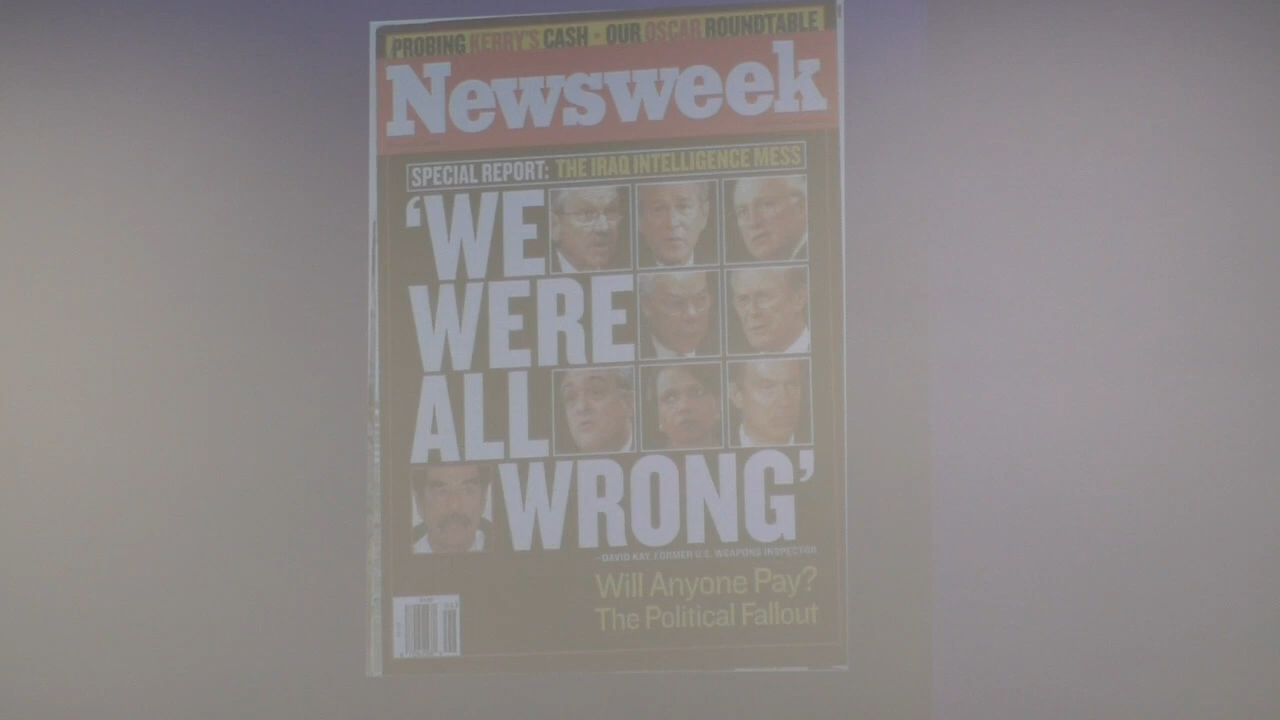 PROBING KERRY'S CASH • OUR OSCAR ROUNDTABLE
Newsweek
SPECIAL REPORT: THE IRAQ INTELLIGENCE MESS
‘WE
WERE
ALL
WRONG’
–DAVID KAY, FORMER U.S. WEAPONS INSPECTOR
Will Anyone Pay?
The Political Fallout